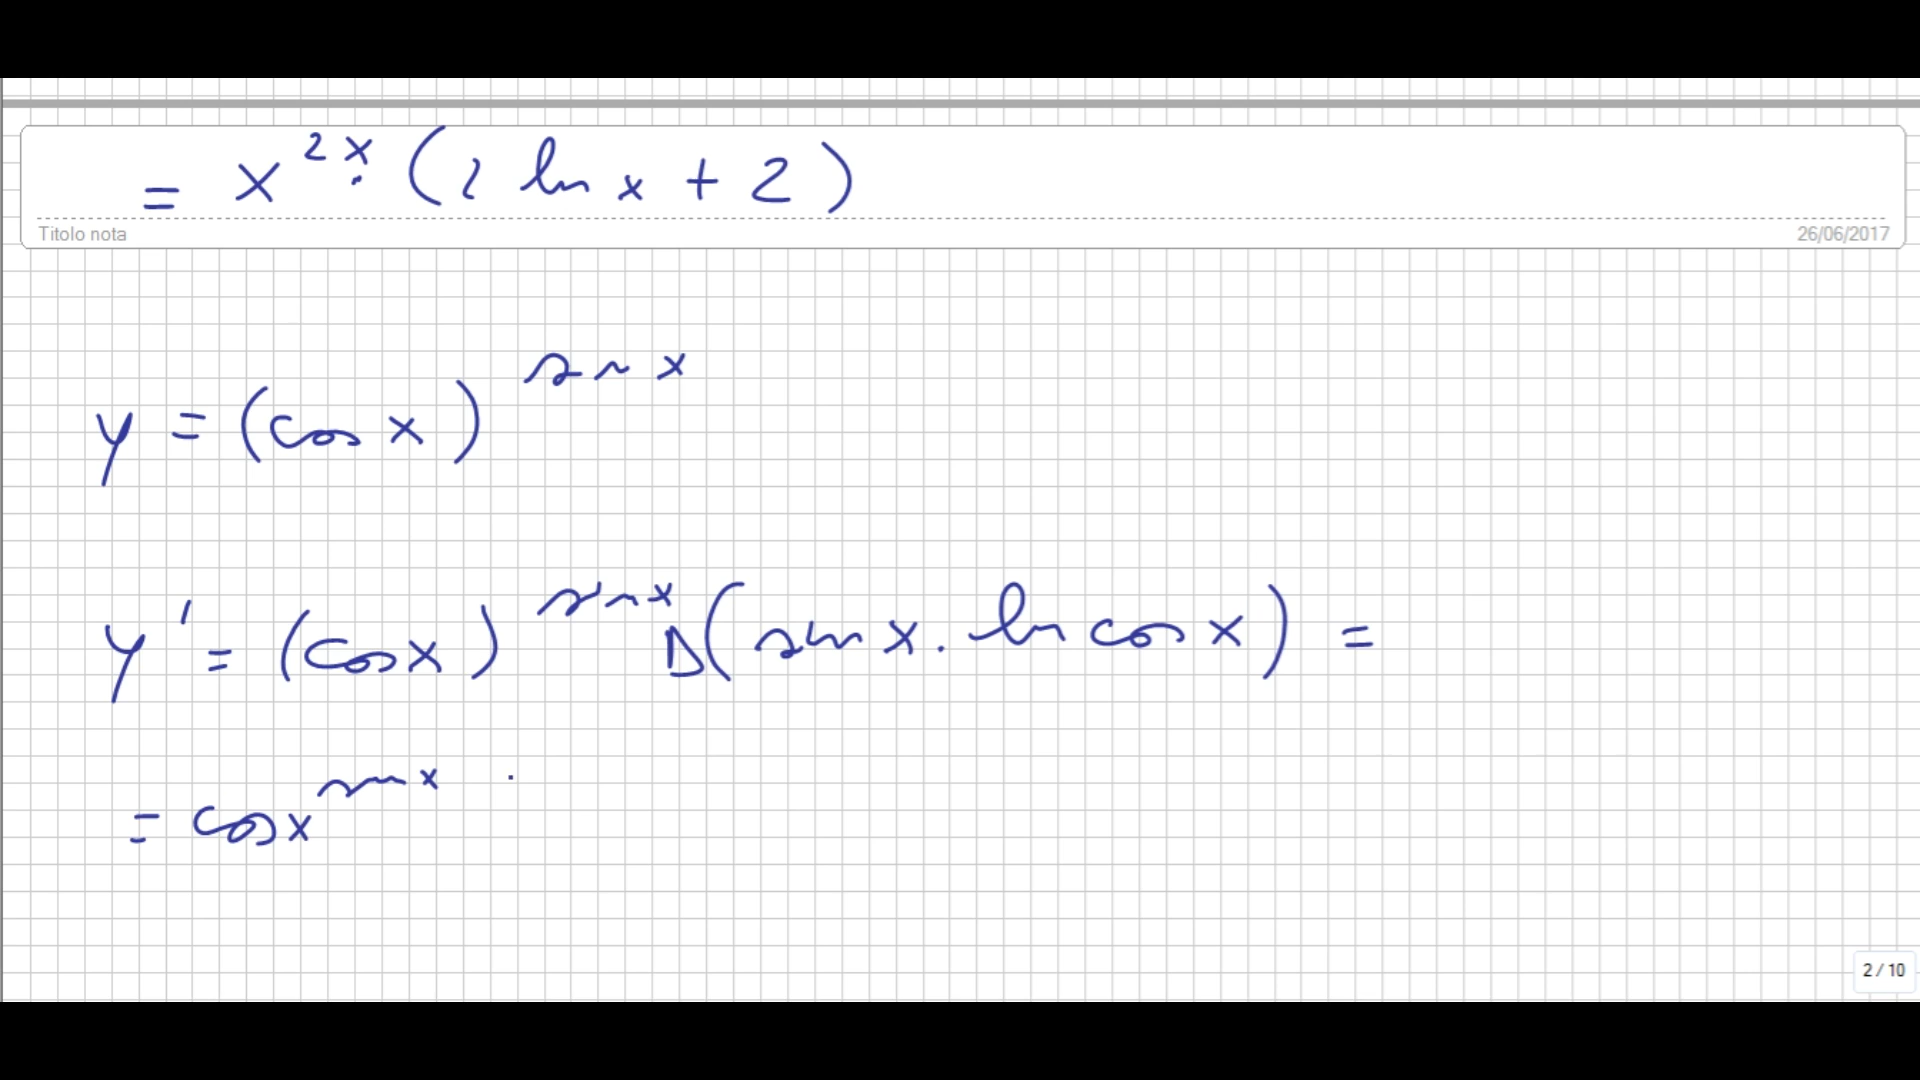 = x^{2x} · (2 ln x + 2)
Titolo nota 26/06/2017
y = (cos x)^{sin x}
y' = (cos x)^{sin x} D(sin x · ln cos x) =
= cos x^{sin x} ·
2 / 10